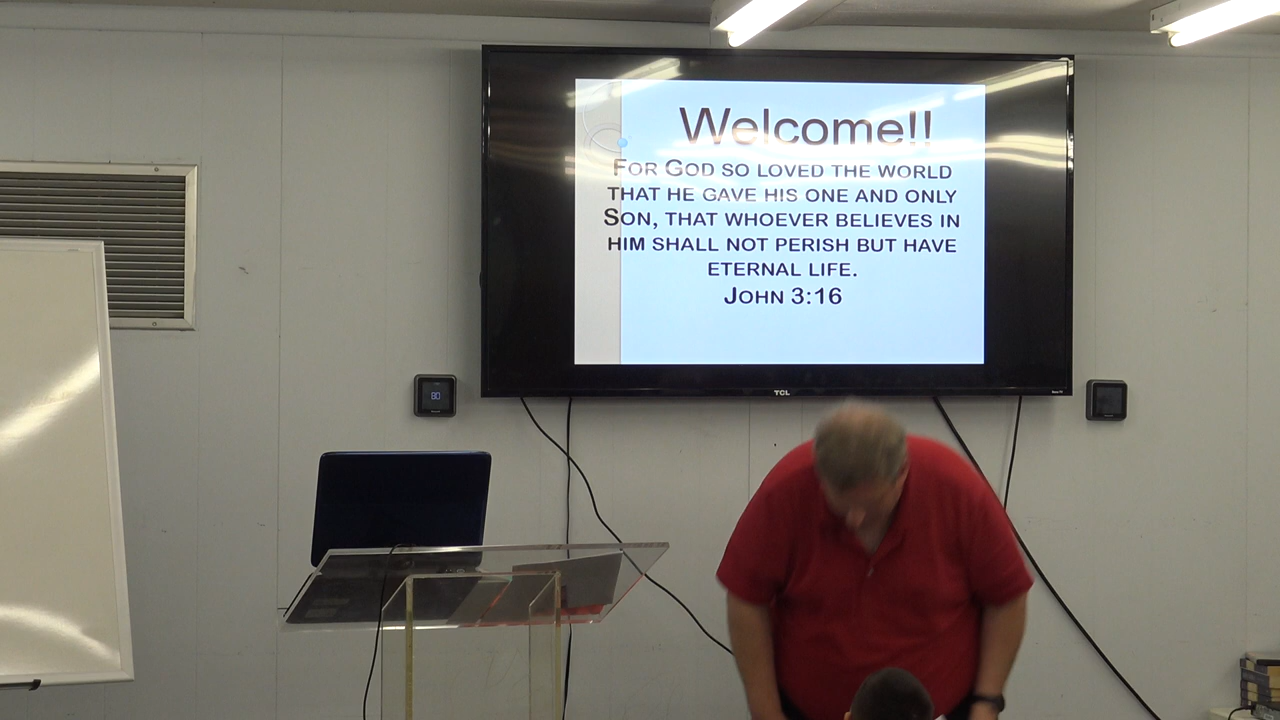 Welcome!!
FOR GOD SO LOVED THE WORLD
THAT HE GAVE HIS ONE AND ONLY
SON, THAT WHOEVER BELIEVES IN
HIM SHALL NOT PERISH BUT HAVE
ETERNAL LIFE.
JOHN 3:16
TCL
80